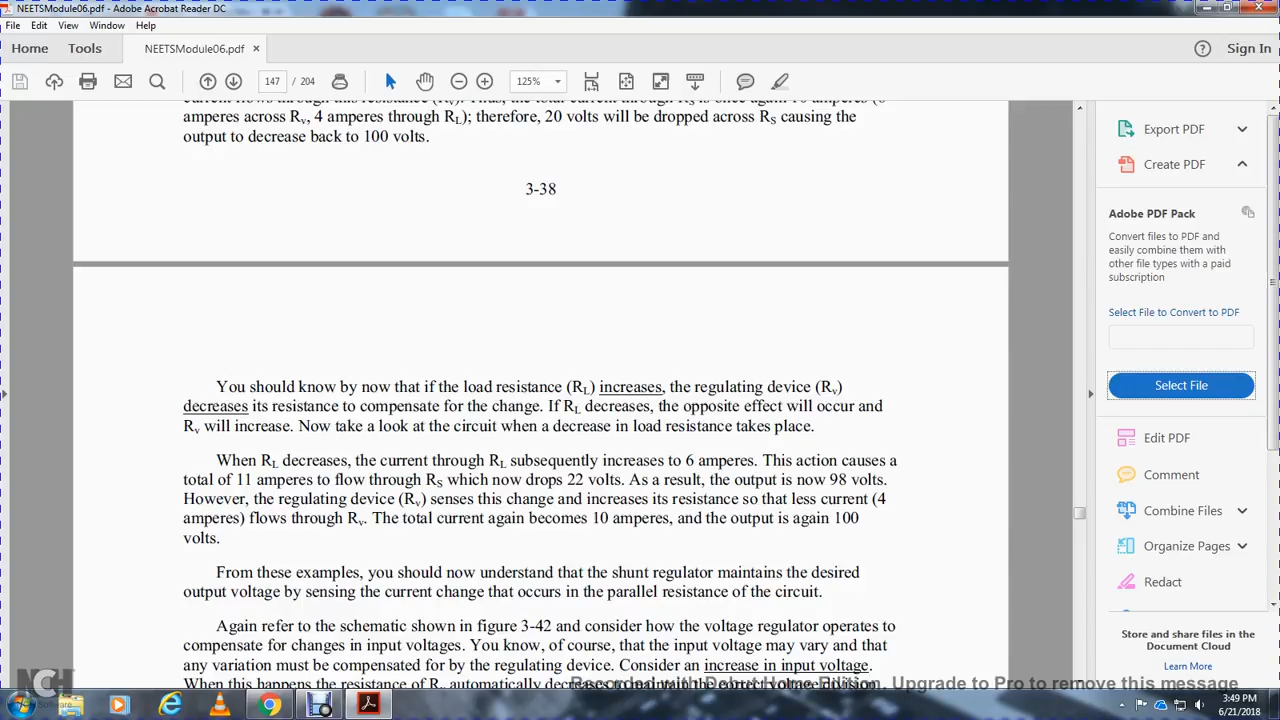 NEETSModule06.pdf - Adobe Acrobat Reader DC
File Edit View Window Help
Home Tools NEETSModule06.pdf × Sign In
147 / 204 125%
current flows through this resistance (Rv). Thus, the total current through RS is once again 10 amperes (6
amperes across Rv, 4 amperes through RL); therefore, 20 volts will be dropped across RS causing the
output to decrease back to 100 volts.
3-38
You should know by now that if the load resistance (RL) increases, the regulating device (Rv)
decreases its resistance to compensate for the change. If RL decreases, the opposite effect will occur and
Rv will increase. Now take a look at the circuit when a decrease in load resistance takes place.
When RL decreases, the current through RL subsequently increases to 6 amperes. This action causes a
total of 11 amperes to flow through RS which now drops 22 volts. As a result, the output is now 98 volts.
However, the regulating device (Rv) senses this change and increases its resistance so that less current (4
amperes) flows through Rv. The total current again becomes 10 amperes, and the output is again 100
volts.
From these examples, you should now understand that the shunt regulator maintains the desired
output voltage by sensing the current change that occurs in the parallel resistance of the circuit.
Again refer to the schematic shown in figure 3-42 and consider how the voltage regulator operates to
compensate for changes in input voltages. You know, of course, that the input voltage may vary and that
any variation must be compensated for by the regulating device. Consider an increase in input voltage.
When this happens the resistance of Rv automatically decreases to maintain the correct voltage division
Export PDF
Create PDF
Adobe PDF Pack
Convert files to PDF and
easily combine them with
other file types with a paid
subscription
Select File to Convert to PDF
Select File
Edit PDF
Comment
Combine Files
Organize Pages
Redact
Store and share files in the
Document Cloud
Learn More
NCH Software
Recorded with Debut Home Edition. Upgrade to Pro to remove this message
3:49 PM
6/21/2018